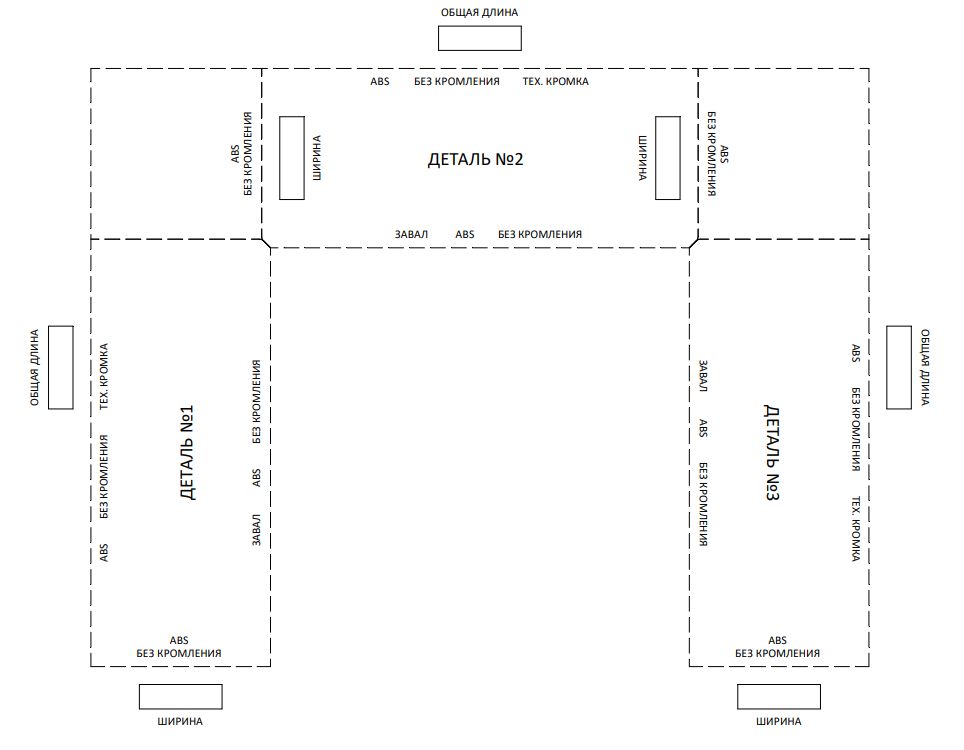 ОБЩАЯ ДЛИНА
ABS БЕЗ КРОМЛЕНИЯ ТЕХ. КРОМКА
ABS
БЕЗ КРОМЛЕНИЯ
ШИРИНА
ДЕТАЛЬ №2
ШИРИНА
ABS
БЕЗ КРОМЛЕНИЯ
ЗАВАЛ ABS БЕЗ КРОМЛЕНИЯ
ОБЩАЯ ДЛИНА
ABS БЕЗ КРОМЛЕНИЯ ТЕХ. КРОМКА
ДЕТАЛЬ №1
ЗАВАЛ ABS БЕЗ КРОМЛЕНИЯ
ABS
БЕЗ КРОМЛЕНИЯ
ШИРИНА
ЗАВАЛ ABS БЕЗ КРОМЛЕНИЯ
ДЕТАЛЬ №3
ABS БЕЗ КРОМЛЕНИЯ ТЕХ. КРОМКА
ОБЩАЯ ДЛИНА
ABS
БЕЗ КРОМЛЕНИЯ
ШИРИНА